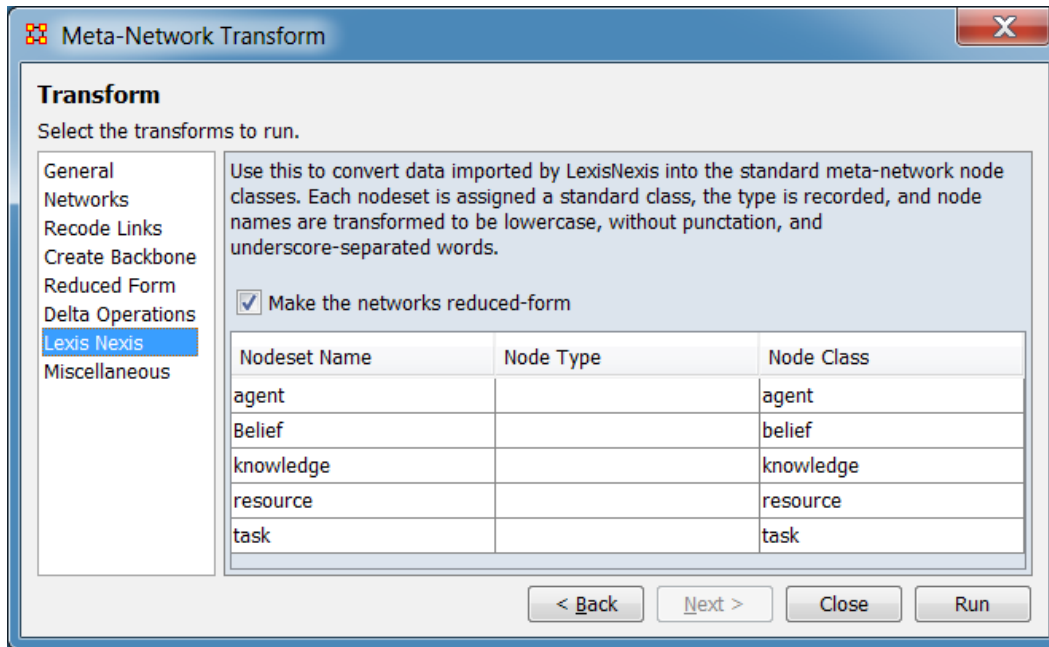 Meta-Network Transform
X
Transform
Select the transforms to run.
General
Networks
Recode Links
Create Backbone
Reduced Form
Delta Operations
Lexis Nexis
Miscellaneous
Use this to convert data imported by LexisNexis into the standard meta-network node
classes. Each nodeset is assigned a standard class, the type is recorded, and node
names are transformed to be lowercase, without punctation, and
underscore-separated words.
Make the networks reduced-form
Nodeset Name Node Type Node Class
agent agent
Belief belief
knowledge knowledge
resource resource
task task
< Back Next > Close Run